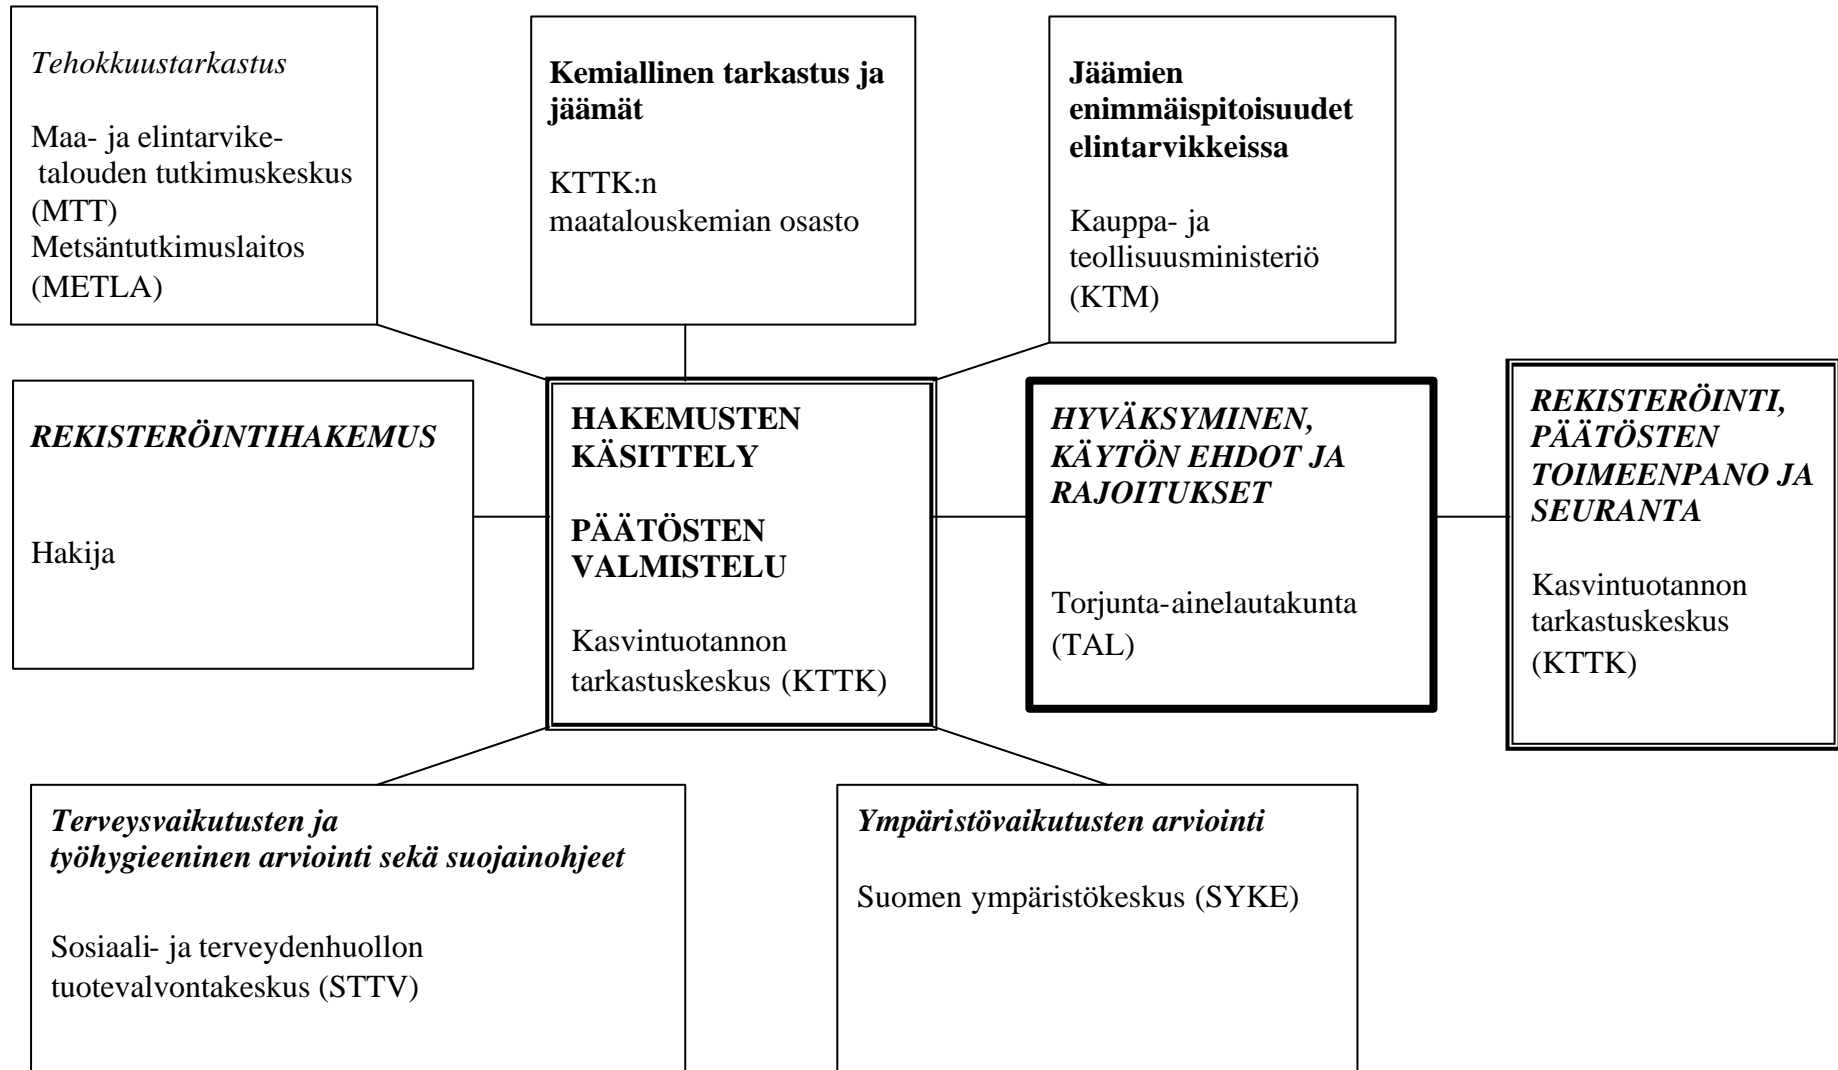 Tehokkuustarkastus
Maa- ja elintarvike-
talouden tutkimuskeskus
(MTT)
Metsäntutkimuslaitos
(METLA)
Kemiallinen tarkastus ja
jäämät
KTTK:n
maatalouskemian osasto
Jäämien
enimmäispitoisuudet
elintarvikkeissa
Kauppa- ja
teollisuusministeriö
(KTM)
REKISTERÖINTIHAKEMUS
Hakija
HAKEMUSTEN
KÄSITTELY
PÄÄTÖSTEN
VALMISTELU
Kasvintuotannon
tarkastuskeskus (KTTK)
HYVÄKSYMINEN,
KÄYTÖN EHDOT JA
RAJOITUKSET
Torjunta-ainelautakunta
(TAL)
REKISTERÖINTI,
PÄÄTÖSTEN
TOIMEENPANO JA
SEURANTA
Kasvintuotannon
tarkastuskeskus
(KTTK)
Terveysvaikutusten ja
työhygieeninen arviointi sekä suojainohjeet
Sosiaali- ja terveydenhuollon
tuotevalvontakeskus (STTV)
Ympäristövaikutusten arviointi
Suomen ympäristökeskus (SYKE)